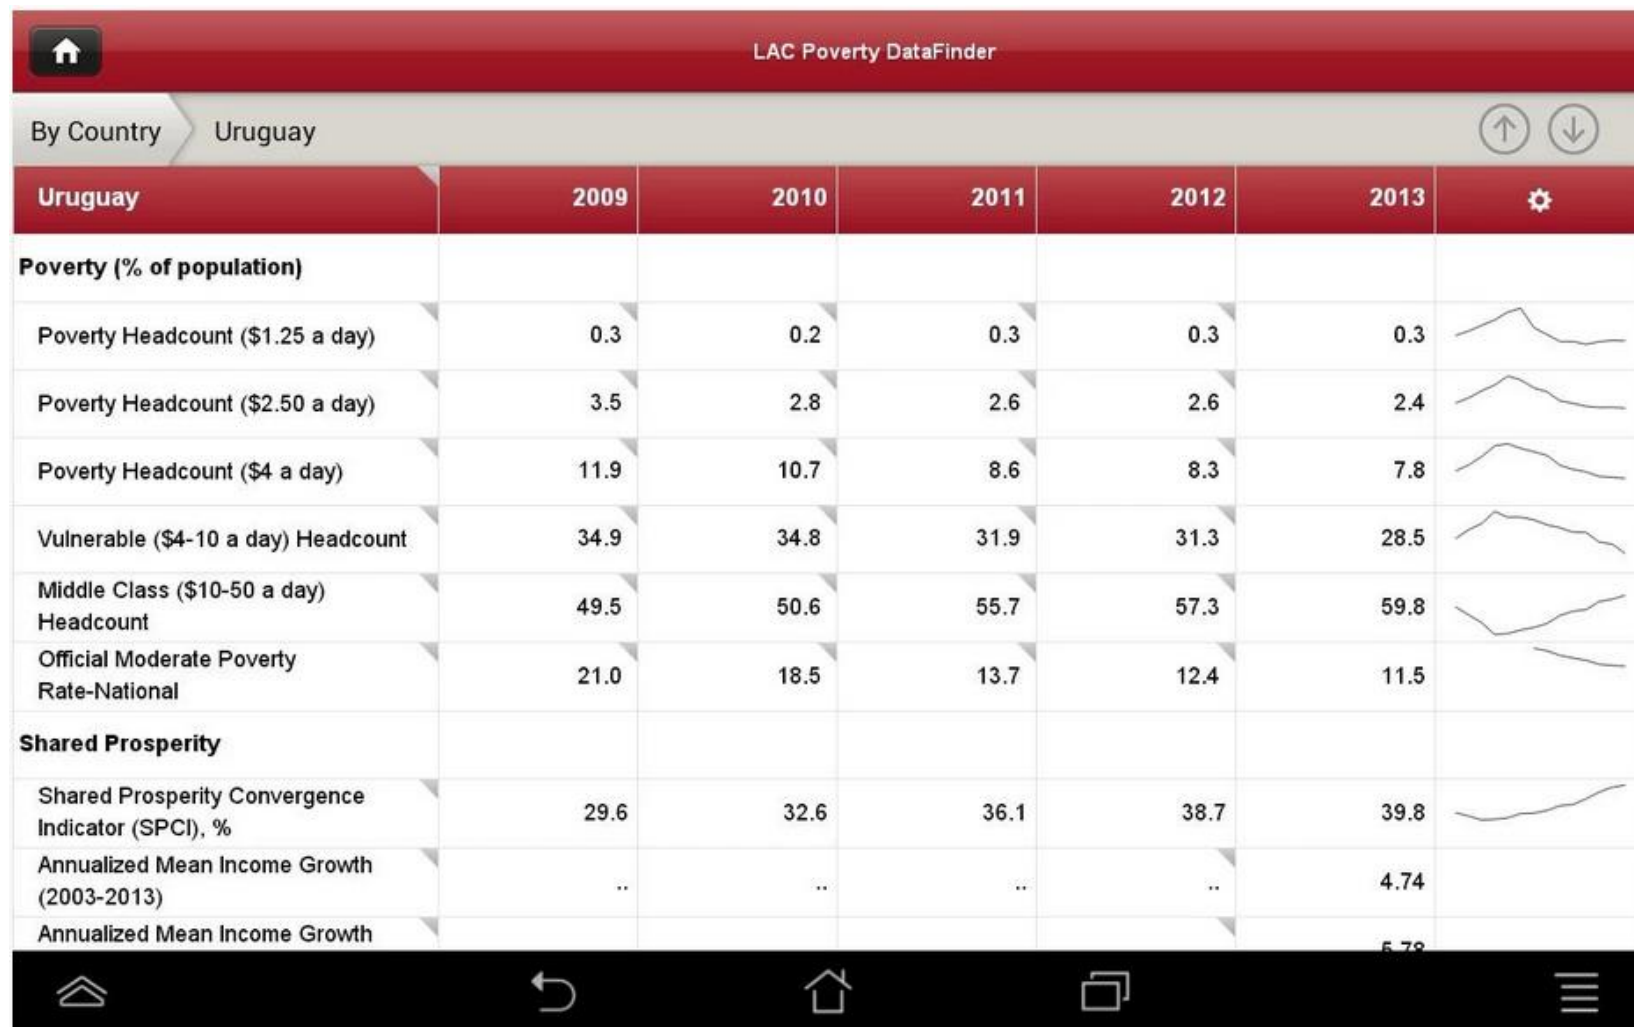 LAC Poverty DataFinder
By Country Uruguay
Uruguay 2009 2010 2011 2012 2013
Poverty (% of population)
Poverty Headcount ($1.25 a day) 0.3 0.2 0.3 0.3 0.3
Poverty Headcount ($2.50 a day) 3.5 2.8 2.6 2.6 2.4
Poverty Headcount ($4 a day) 11.9 10.7 8.6 8.3 7.8
Vulnerable ($4-10 a day) Headcount 34.9 34.8 31.9 31.3 28.5
Middle Class ($10-50 a day)
Headcount 49.5 50.6 55.7 57.3 59.8
Official Moderate Poverty
Rate-National 21.0 18.5 13.7 12.4 11.5
Shared Prosperity
Shared Prosperity Convergence
Indicator (SPCI), % 29.6 32.6 36.1 38.7 39.8
Annualized Mean Income Growth
(2003-2013) .. .. .. .. 4.74
Annualized Mean Income Growth
5.78